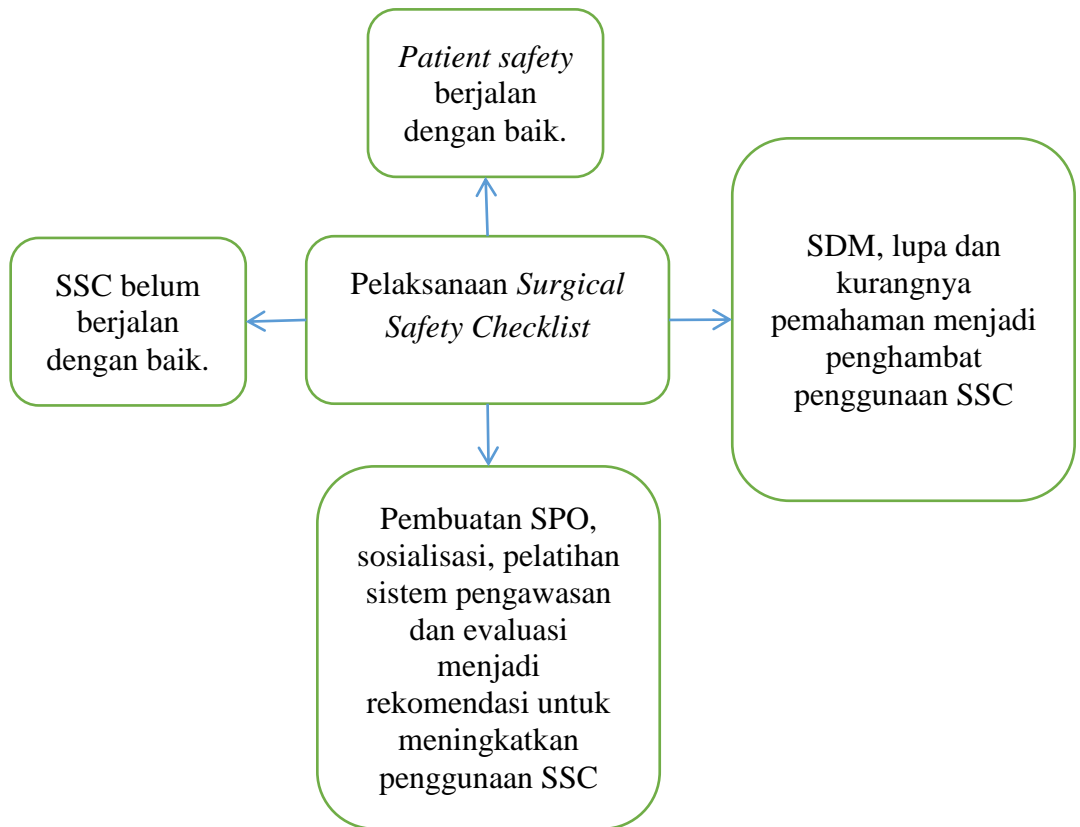 Patient safety
berjalan
dengan baik.
SSC belum
berjalan
dengan baik.
Pelaksanaan Surgical
Safety Checklist
SDM, lupa dan
kurangnya
pemahaman menjadi
penghambat
penggunaan SSC
Pembuatan SPO,
sosialisasi, pelatihan
sistem pengawasan
dan evaluasi
menjadi
rekomendasi untuk
meningkatkan
penggunaan SSC